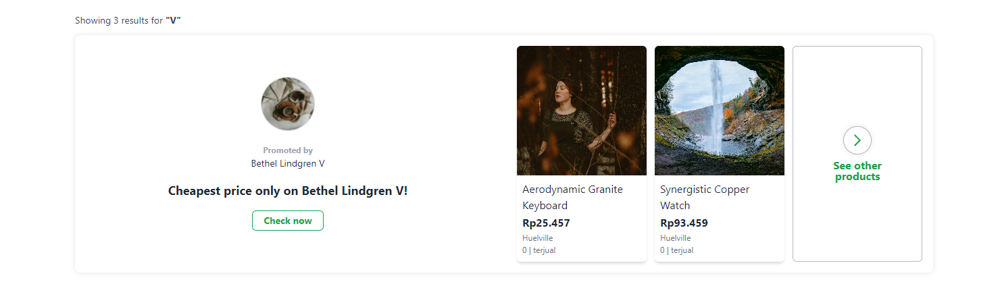 Showing 3 results for "V"
Promoted by
Bethel Lindgren V
Cheapest price only on Bethel Lindgren V!
Check now
Aerodynamic Granite
Keyboard
Rp25.457
Huelville
0 | terjual
Synergistic Copper
Watch
Rp93.459
Huelville
0 | terjual
See other
products